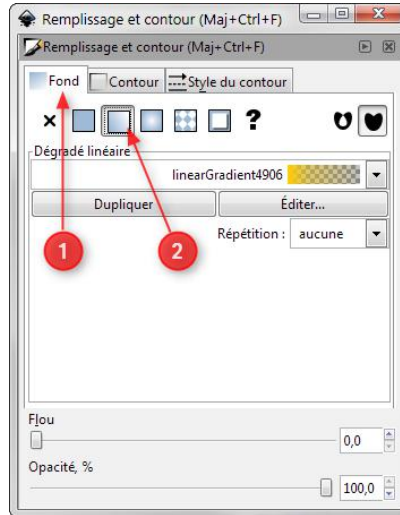 Remplissage et contour (Maj+Ctrl+F)
Remplissage et contour (Maj+Ctrl+F)
Fond Contour Style du contour
?
Dégradé linéaire
linearGradient4906
Dupliquer Éditer...
1 2 Répétition : aucune
Flou
0,0
Opacité, %
100,0